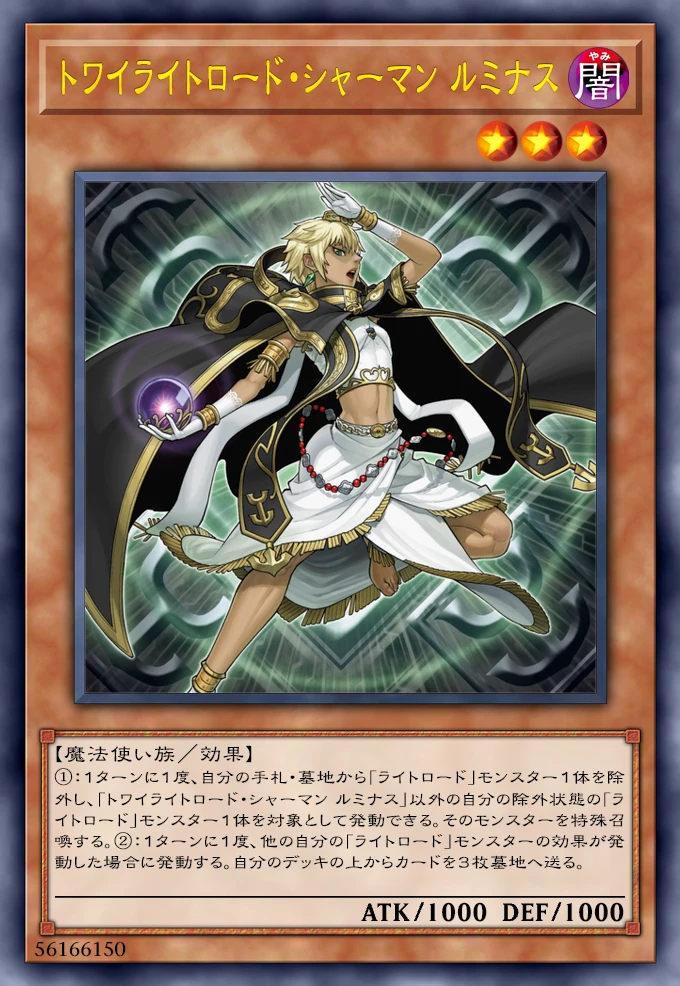 トワイライトロード・シャーマン ルミナス
やみ
闇
【魔法使い族／効果】
①：１ターンに１度、自分の手札・墓地から「ライトロード」モンスター１体を除
外し、「トワイライトロード・シャーマン ルミナス」以外の自分の除外状態の「ラ
イトロード」モンスター１体を対象として発動できる。そのモンスターを特殊召
喚する。②：１ターンに１度、他の自分の「ライトロード」モンスターの効果が発
動した場合に発動する。自分のデッキの上からカードを３枚墓地へ送る。
ATK/1000 DEF/1000
56166150